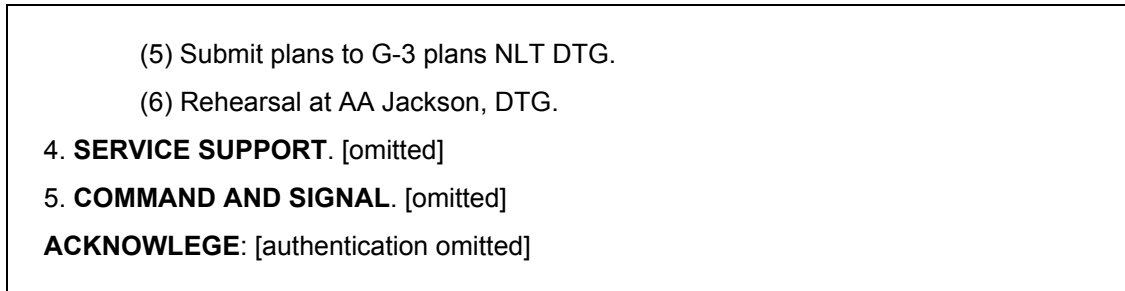 (5) Submit plans to G-3 plans NLT DTG.
(6) Rehearsal at AA Jackson, DTG.
4. SERVICE SUPPORT. [omitted]
5. COMMAND AND SIGNAL. [omitted]
ACKNOWLEGE: [authentication omitted]